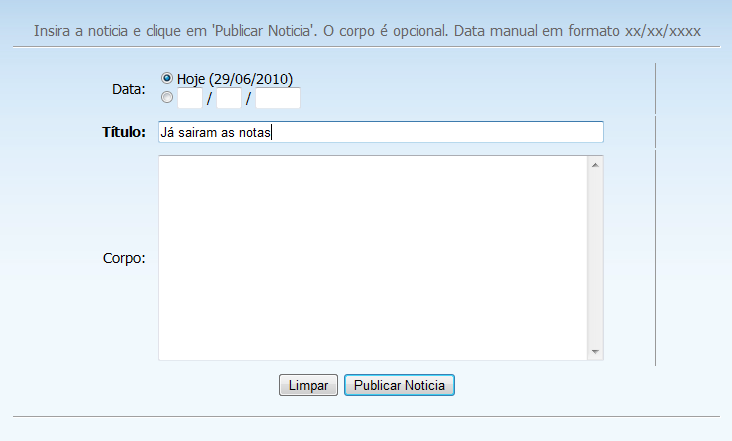 Insira a noticia e clique em 'Publicar Noticia'. O corpo é opcional. Data manual em formato xx/xx/xxxx
Data:
Hoje (29/06/2010)
/ /
Título:
Já sairam as notas
Corpo:
Limpar
Publicar Noticia